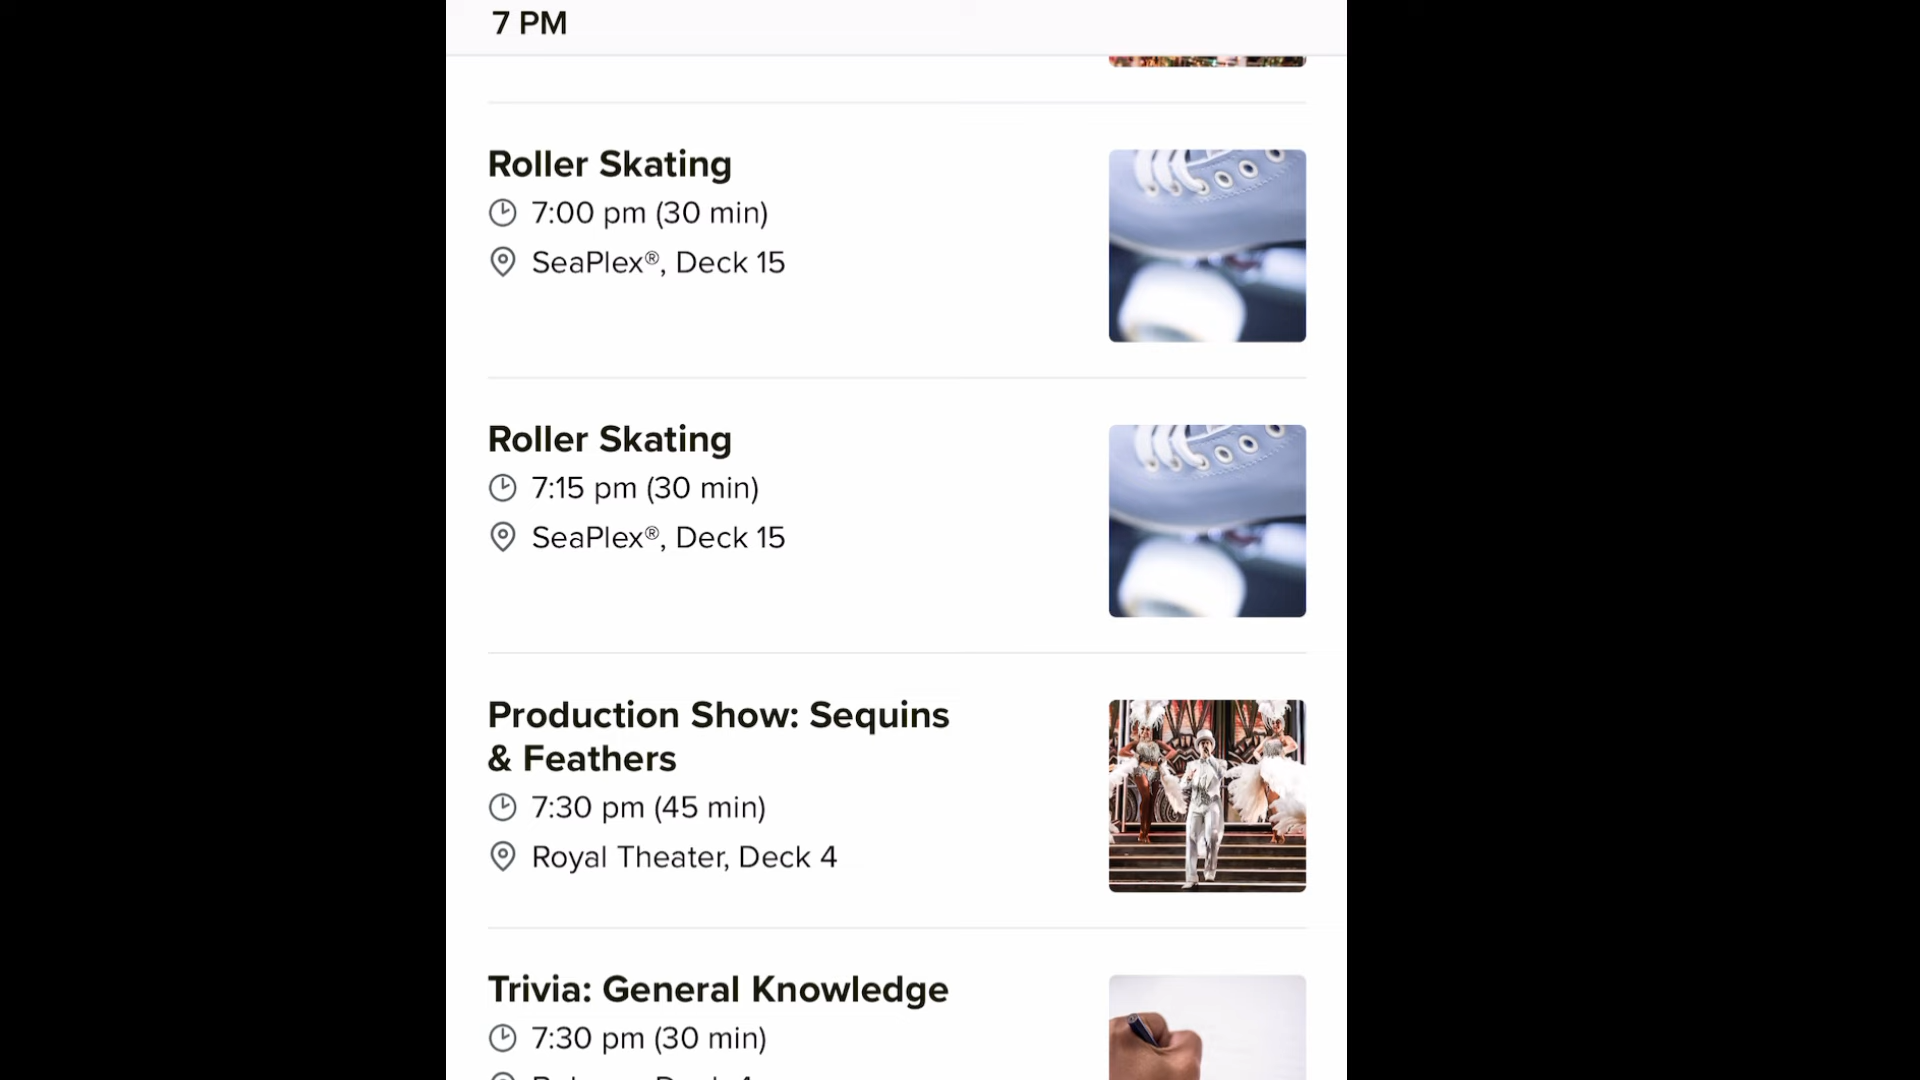 7 PM
Roller Skating
7:00 pm (30 min)
SeaPlex®, Deck 15
Roller Skating
7:15 pm (30 min)
SeaPlex®, Deck 15
Production Show: Sequins
& Feathers
7:30 pm (45 min)
Royal Theater, Deck 4
Trivia: General Knowledge
7:30 pm (30 min)